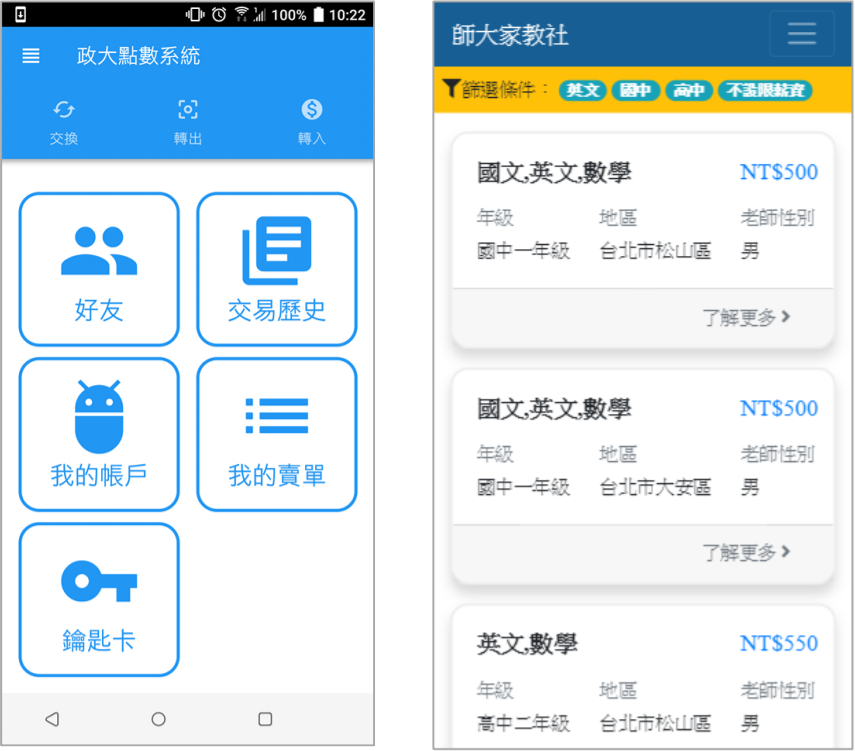 100% 10:22
政大點數系統
交換 轉出 轉入
好友 交易歷史
我的帳戶 我的賣單
鑰匙卡
師大家教社
篩選條件：英文 國中 高中
國文,英文,數學 NT$500
年級 地區 老師性別
國中一年級 台北市松山區 男
了解更多
國文,英文,數學 NT$500
年級 地區 老師性別
國中一年級 台北市大安區 男
了解更多
英文,數學 NT$550
年級 地區 老師性別
高中二年級 台北市松山區 男